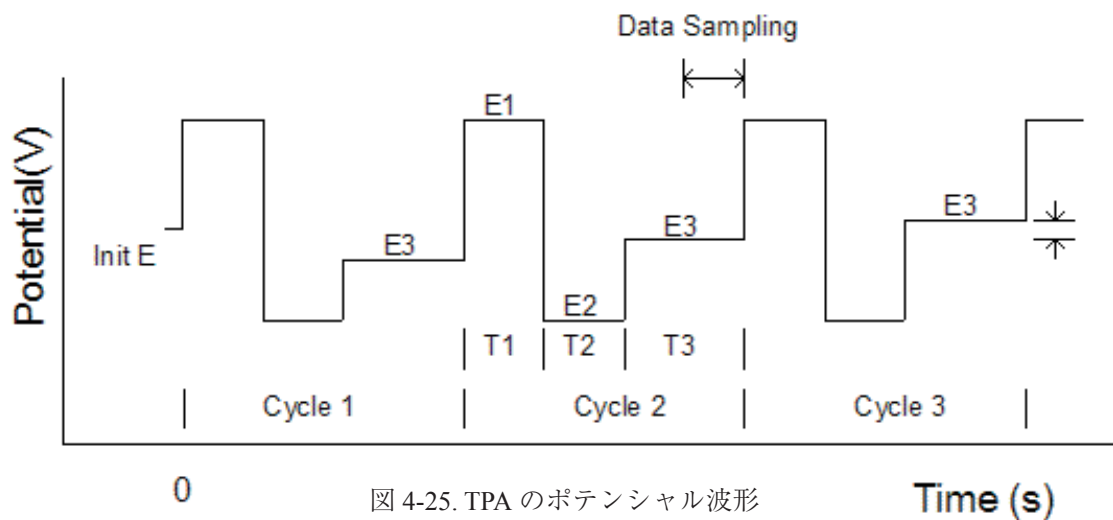 Data Sampling
Potential(V)
E1
Init E
E3
E3
E3
E2
T1
T2
T3
Cycle 1
Cycle 2
Cycle 3
0
図 4-25. TPA のポテンシャル波形
Time (s)